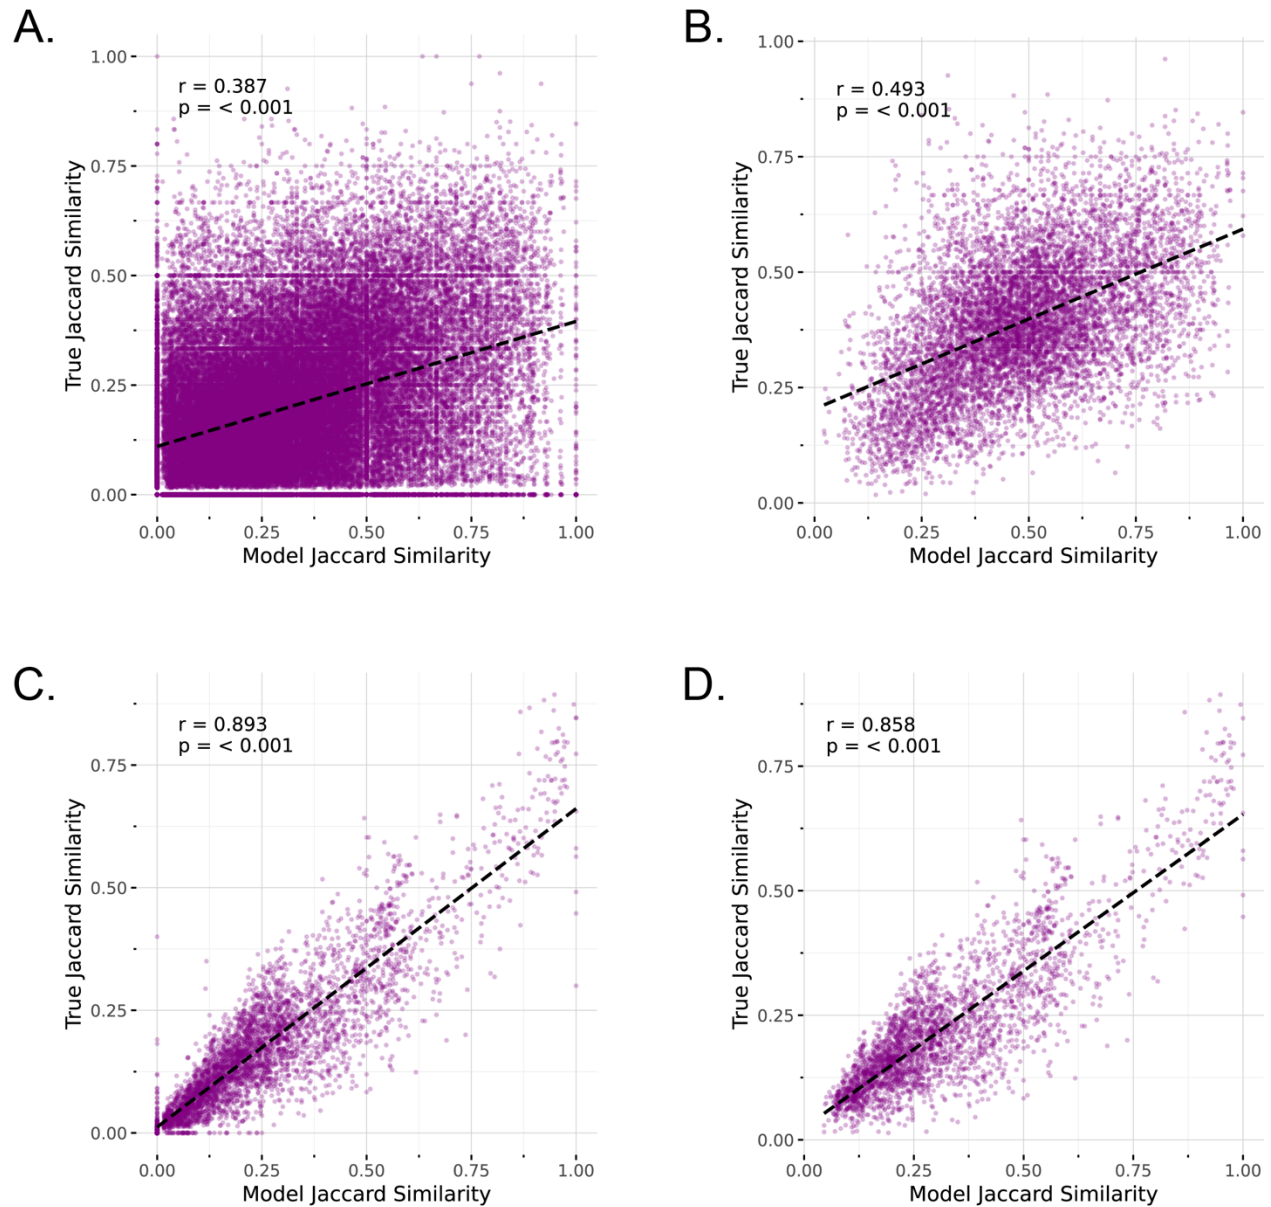 A.
r = 0.387
p = < 0.001
1.00
0.75
0.50
0.25
0.00
True Jaccard Similarity
0.00 0.25 0.50 0.75 1.00
Model Jaccard Similarity
B.
r = 0.493
p = < 0.001
1.00
0.75
0.50
0.25
0.00
True Jaccard Similarity
0.00 0.25 0.50 0.75 1.00
Model Jaccard Similarity
C.
r = 0.893
p = < 0.001
0.75
0.50
0.25
0.00
True Jaccard Similarity
0.00 0.25 0.50 0.75 1.00
Model Jaccard Similarity
D.
r = 0.858
p = < 0.001
0.75
0.50
0.25
0.00
True Jaccard Similarity
0.00 0.25 0.50 0.75 1.00
Model Jaccard Similarity